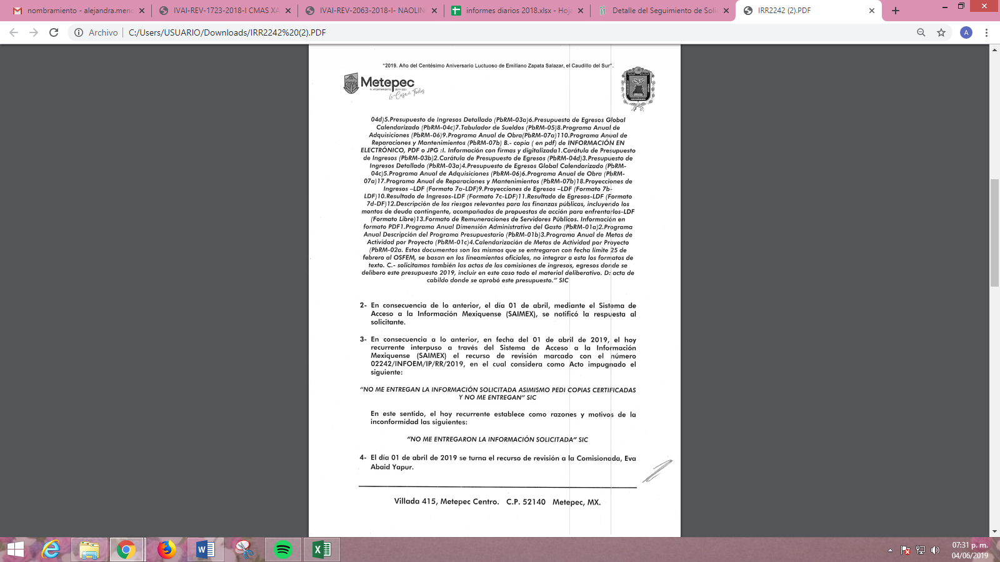 nombramiento - alejandra.menc
IVAI-REV-1723-2018-I CMAS XA
IVAI-REV-2063-2018-I- NAOLIN
informes diarios 2018.xlsx - Hoja
Detalle del Seguimiento de Solic
IRR2242 (2).PDF
Archivo
C:/Users/USUARIO/Downloads/IRR2242%20(2).PDF
A
"2019. Año del Centésimo Aniversario Luctuoso de Emiliano Zapata Salazar, el Caudillo del Sur".
Metepec
H. AYUNTAMIENTO 2019-2021
La Casa de Todos
04d)5.Presupuesto de Ingresos Detallado (PbRM-03a)6.Presupuesto de Egresos Global
Calendarizado (PbRM-04c)7.Tabulador de Sueldos (PbRM-05)8.Programa Anual de
Adquisiciones (PbRM-06)9.Programa Anual de Obra(PbRM-07a)110.Programa Anual de
Reparaciones y Mantenimientos (PbRM-07b) B.- copia ( en pdf) de INFORMACIÓN EN
ELECTRÓNICO, PDF o JPG :I. Información con firmas y digitalizada1.Carátula de Presupuesto
de Ingresos (PbRM-03b)2.Carátula de Presupuesto de Egresos (PbRM-04d)3.Presupuesto de
Ingresos Detallado (PbRM-03a)4.Presupuesto de Egresos Global Calendarizado (PbRM-
04c)5.Programa Anual de Adquisiciones (PbRM-06)6.Programa Anual de Obra (PbRM-
07a)17.Programa Anual de Reparaciones y Mantenimientos (PbRM-07b)18.Proyecciones de
Ingresos –LDF (Formato 7a-LDF)9.Proyecciones de Egresos –LDF (Formato 7b-
LDF)10.Resultado de Ingresos-LDF (Formato 7c-LDF)11.Resultado de Egresos-LDF (Formato
7d-DF)12.Descripción de los riesgos relevantes para las finanzas públicas, incluyendo los
montos de deuda contingente, acompañados de propuestas de acción para enfrentarlos-LDF
(Formato Libre)13.Formato de Remuneraciones de Servidores Públicos. Información en
formato PDF1.Programa Anual Dimensión Administrativa del Gasto (PbRM-01a)2.Programa
Anual Descripción del Programa Presupuestario (PbRM-01b)3.Programa Anual de Metas de
Actividad por Proyecto (PbRM-01c)4.Calendarización de Metas de Actividad por Proyecto
(PbRM-02a. Estos documentos son los mismos que se entregaron con fecha limite 25 de
febrero al OSFEM, se basan en los lineamientos oficiales, no integrar a esta los formatos de
texto. C.- solicitamos también las actas de las comisiones de ingresos, egresos donde se
delibero este presupuesto 2019, incluir en este caso todo el material deliberativo. D: acta de
cabildo donde se aprobó este presupuesto." SIC
2- En consecuencia de lo anterior, el día 01 de abril, mediante el Sistema de
Acceso a la Información Mexiquense (SAIMEX), se notificó la respuesta al
solicitante.
3- En consecuencia a lo anterior, en fecha del 01 de abril de 2019, el hoy
recurrente interpuso a través del Sistema de Acceso a la Información
Mexiquense (SAIMEX) el recurso de revisión marcado con el número
02242/INFOEM/IP/RR/2019, en el cual considera como Acto impugnado el
siguiente:
"NO ME ENTREGAN LA INFORMACIÓN SOLICITADA ASIMISMO PEDI COPIAS CERTIFICADAS
Y NO ME ENTREGAN" SIC
En este sentido, el hoy recurrente establece como razones y motivos de la
inconformidad las siguientes:
"NO ME ENTREGARON LA INFORMACIÓN SOLICITADA" SIC
4- El día 01 de abril de 2019 se turna el recurso de revisión a la Comisionada, Eva
Abaid Yapur.
Villada 415, Metepec Centro. C.P. 52140 Metepec, MX.
07:31 p. m.
04/06/2019